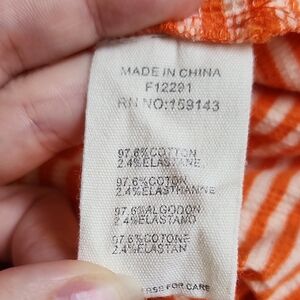 MADE IN CHINA
F12291
RN NO:159143
97.6%COTTON
2.4%ELASTANE
97.6%COTON
2.4%ELASTHANNE
97.6%ALGODON
2.4%ELASTANO
97.6%COTONE
2.4%ELASTAN
FOR CARE